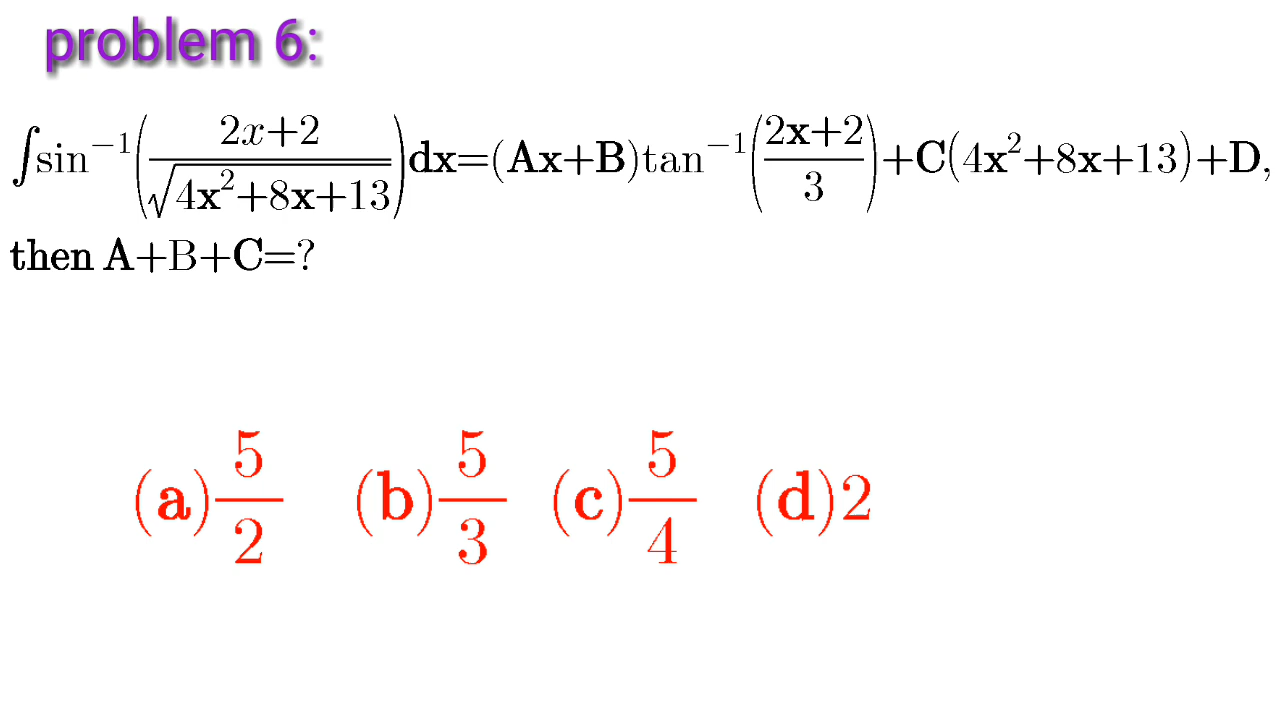 problem 6:
∫sin⁻¹((2x+2)/(√(4x²+8x+13)))dx=(Ax+B)tan⁻¹((2x+2)/3)+C(4x²+8x+13)+D,
then A+B+C=?
(a)5/2 (b)5/3 (c)5/4 (d)2